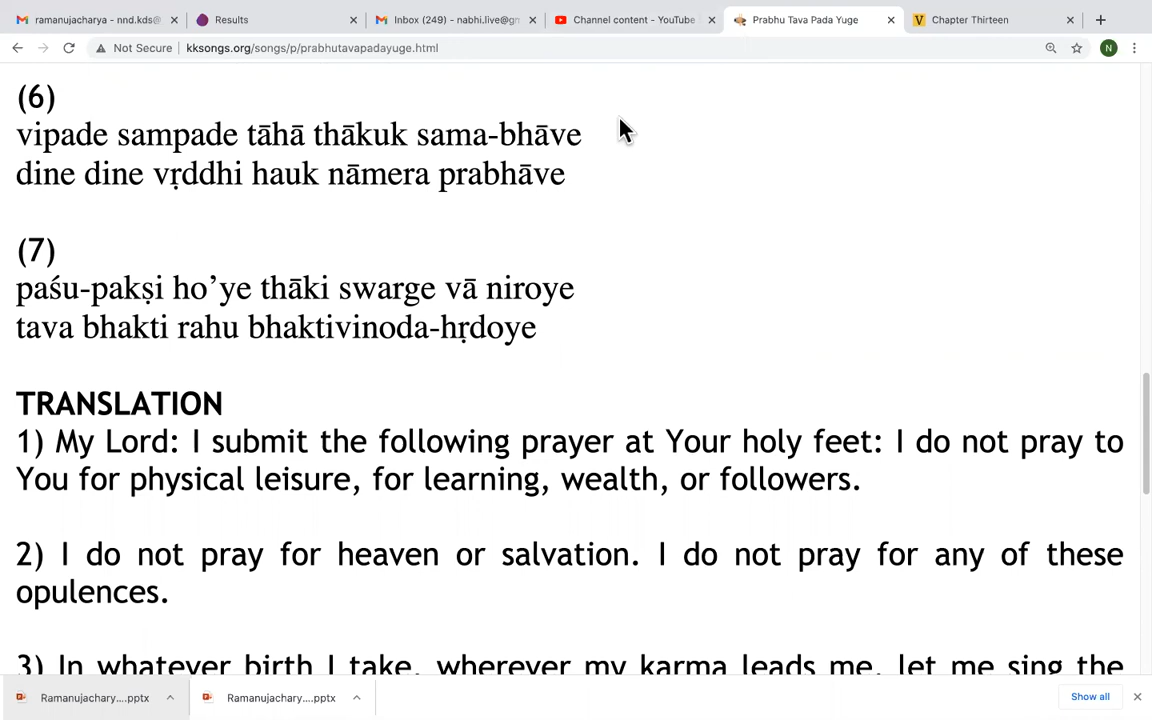 ramanujacharya - nnd.kds@
Results
Inbox (249) - nabhi.live@gn
Channel content - YouTube
Prabhu Tava Pada Yuge
Chapter Thirteen
Not Secure
kksongs.org/songs/p/prabhutavapadayuge.html
N
(6)
vipade sampade tāhā thākuk sama-bhāve
dine dine vṛddhi hauk nāmera prabhāve
(7)
paśu-pakṣi ho’ye thāki swarge vā niroye
tava bhakti rahu bhaktivinoda-hṛdoye
TRANSLATION
1) My Lord: I submit the following prayer at Your holy feet: I do not pray to
You for physical leisure, for learning, wealth, or followers.
2) I do not pray for heaven or salvation. I do not pray for any of these
opulences.
3) In whatever birth I take, wherever my karma leads me, let me sing the
Ramanujachary....pptx
Ramanujachary....pptx
Show all